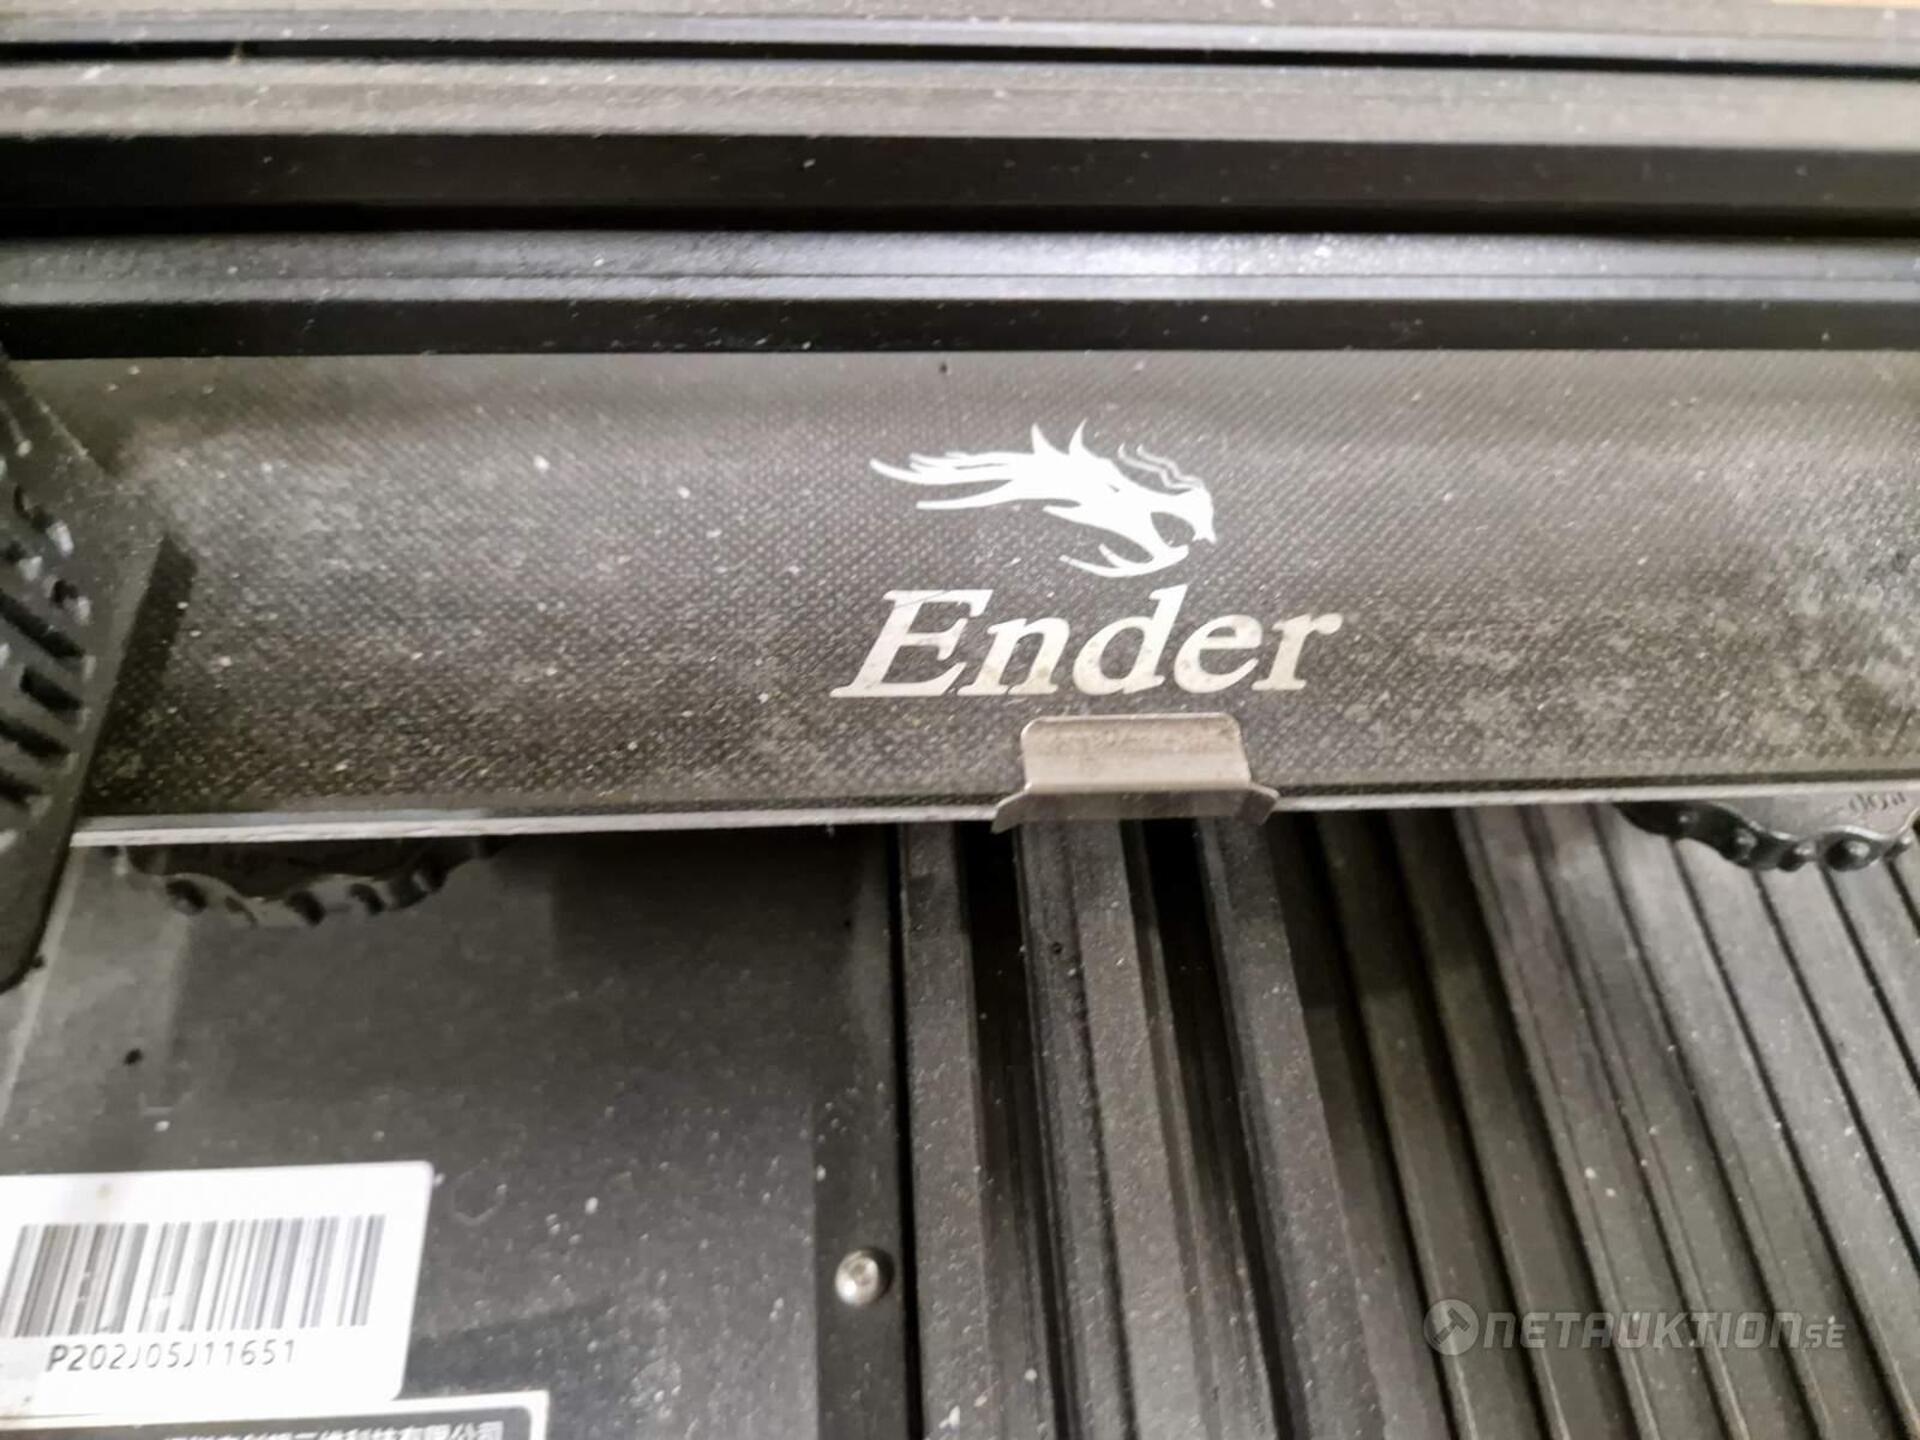 Ender
P202J05J11651
NETAUKTION.SE